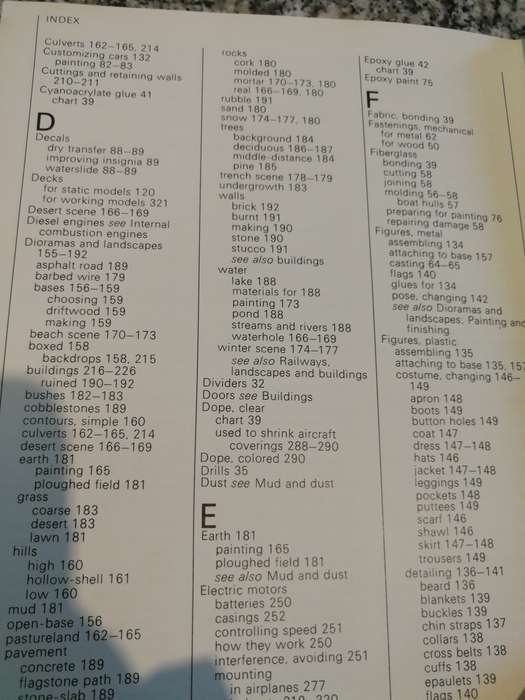 INDEX
Culverts 162–165, 214
Customizing cars 132
painting 82–83
Cuttings and retaining walls
210–211
Cyanoacrylate glue 41
chart 39
D
Decals
dry transfer 88–89
improving insignia 89
waterslide 88–89
Decks
for static models 120
for working models 321
Desert scene 166–169
Diesel engines see Internal
combustion engines
Dioramas and landscapes
155–192
asphalt road 189
barbed wire 179
bases 156–159
choosing 159
driftwood 159
making 159
beach scene 170–173
boxed 158
backdrops 158, 215
buildings 216–226
ruined 190–192
bushes 182–183
cobblestones 189
contours, simple 160
culverts 162–165, 214
desert scene 166–169
earth 181
painting 165
ploughed field 181
grass
coarse 183
desert 183
lawn 181
hills
high 160
hollow-shell 161
low 160
mud 181
open-base 156
pastureland 162–165
pavement
concrete 189
flagstone path 189
stone-slab 189
rocks
cork 180
molded 180
mortar 170–173, 180
real 166–169, 180
rubble 191
sand 180
snow 174–177, 180
trees
background 184
deciduous 186–187
middle-distance 184
pine 185
trench scene 178–179
undergrowth 183
walls
brick 192
burnt 191
making 190
stone 190
stucco 191
see also buildings
water
lake 188
materials for 188
painting 173
pond 188
streams and rivers 188
waterhole 166–169
winter scene 174–177
see also Railways,
landscapes and buildings
Dividers 32
Doors see Buildings
Dope, clear
chart 39
used to shrink aircraft
coverings 288–290
Dope, colored 290
Drills 35
Dust see Mud and dust
E
Earth 181
painting 165
ploughed field 181
see also Mud and dust
Electric motors
batteries 250
casings 252
controlling speed 251
how they work 250
interference, avoiding 251
mounting
in airplanes 277
Epoxy glue 42
chart 39
Epoxy paint 76
F
Fabric, bonding 39
Fastenings, mechanical
for metal 62
for wood 50
Fiberglass
bonding 39
cutting 58
joining 58
molding 56–58
boat hulls 57
preparing for painting 76
repairing damage 58
Figures, metal
assembling 134
attaching to base 157
casting 64–65
flags 140
glues for 134
pose, changing 142
see also Dioramas and
landscapes, Painting and
finishing
Figures, plastic
assembling 135
attaching to base 135, 157
costume, changing 146–
149
apron 148
boots 149
button holes 149
coat 147
dress 147–148
hats 146
jacket 147–148
leggings 149
pockets 148
puttees 149
scarf 146
shawl 146
skirt 147–148
trousers 149
detailing 136–141
beard 136
blankets 139
buckles 139
chin straps 137
collars 138
cross belts 138
cuffs 138
epaulets 139
flags 140